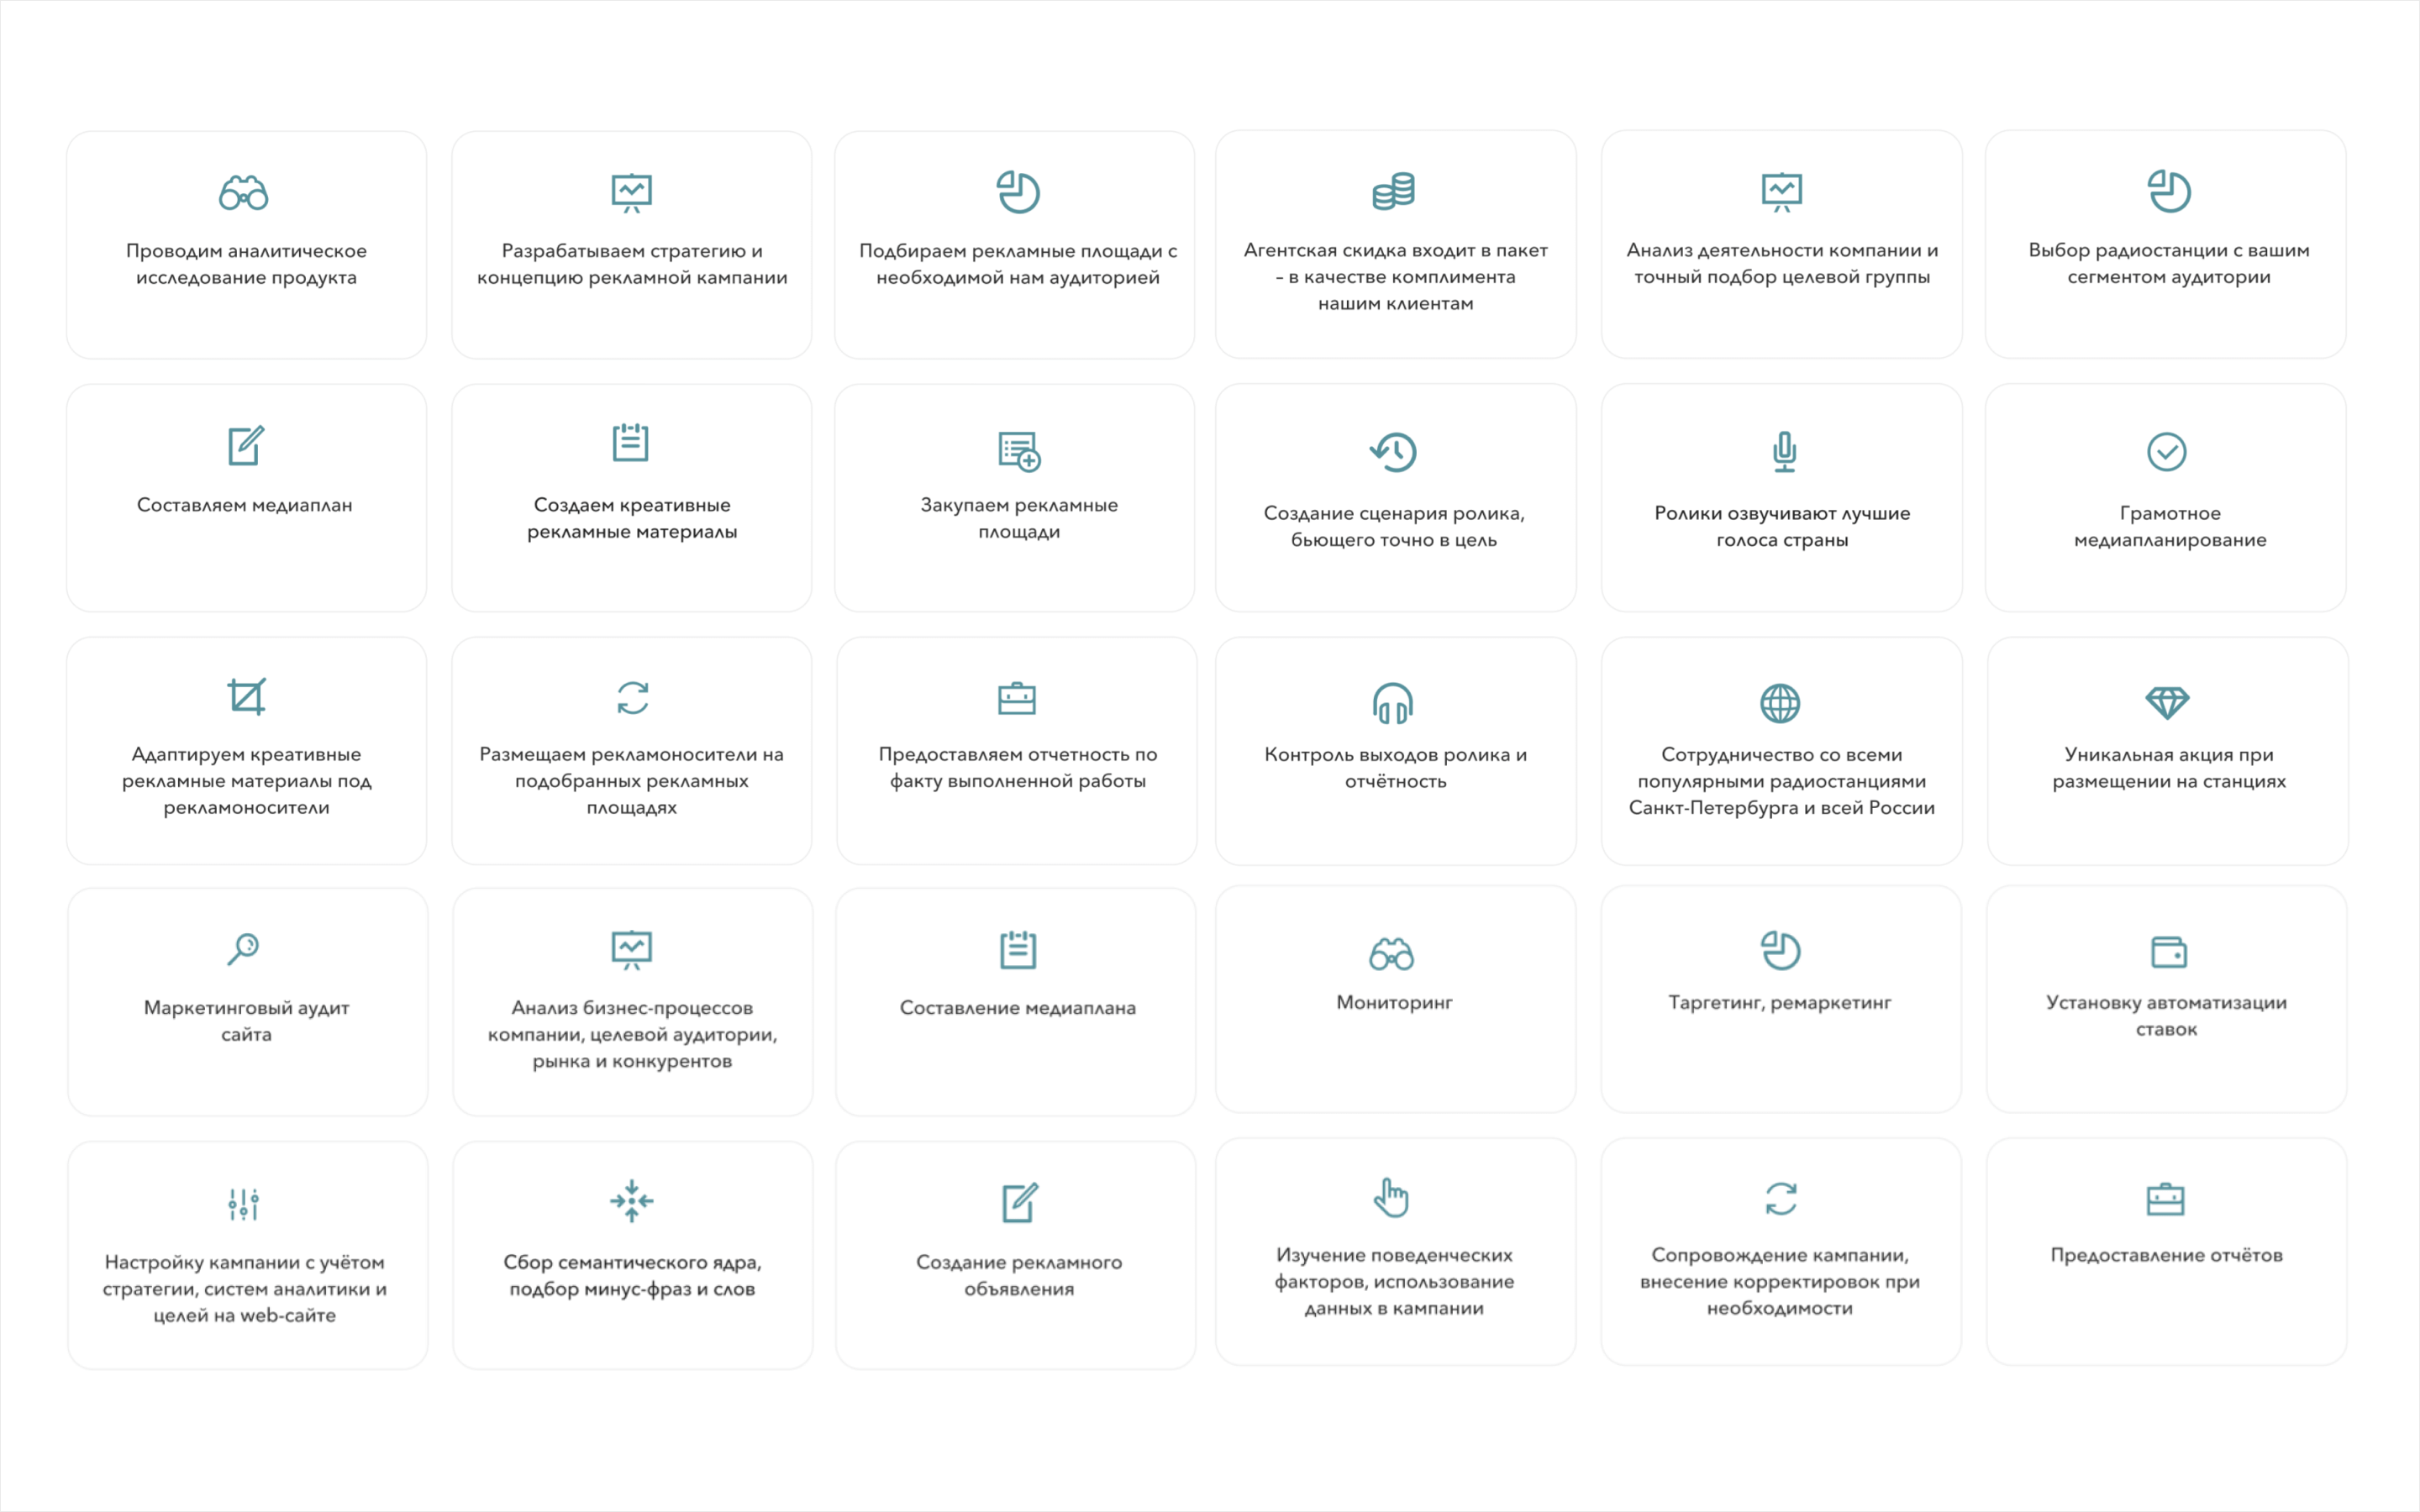 Проводим аналитическое
исследование продукта
Разрабатываем стратегию и
концепцию рекламной кампании
Подбираем рекламные площади с
необходимой нам аудиторией
Агентская скидка входит в пакет
– в качестве комплимента
нашим клиентам
Анализ деятельности компании и
точный подбор целевой группы
Выбор радиостанции с вашим
сегментом аудитории
Составляем медиаплан
Создаем креативные
рекламные материалы
Закупаем рекламные
площади
Создание сценария ролика,
бьющего точно в цель
Ролики озвучивают лучшие
голоса страны
Грамотное
медиапланирование
Адаптируем креативные
рекламные материалы под
рекламоносители
Размещаем рекламоносители на
подобранных рекламных
площадях
Предоставляем отчетность по
факту выполненной работы
Контроль выходов ролика и
отчётность
Сотрудничество со всеми
популярными радиостанциями
Санкт-Петербурга и всей России
Уникальная акция при
размещении на станциях
Маркетинговый аудит
сайта
Анализ бизнес-процессов
компании, целевой аудитории,
рынка и конкурентов
Составление медиаплана
Мониторинг
Таргетинг, ремаркетинг
Установку автоматизации
ставок
Настройку кампании с учётом
стратегии, систем аналитики и
целей на web-сайте
Сбор семантического ядра,
подбор минус-фраз и слов
Создание рекламного
объявления
Изучение поведенческих
факторов, использование
данных в кампании
Сопровождение кампании,
внесение корректировок при
необходимости
Предоставление отчётов